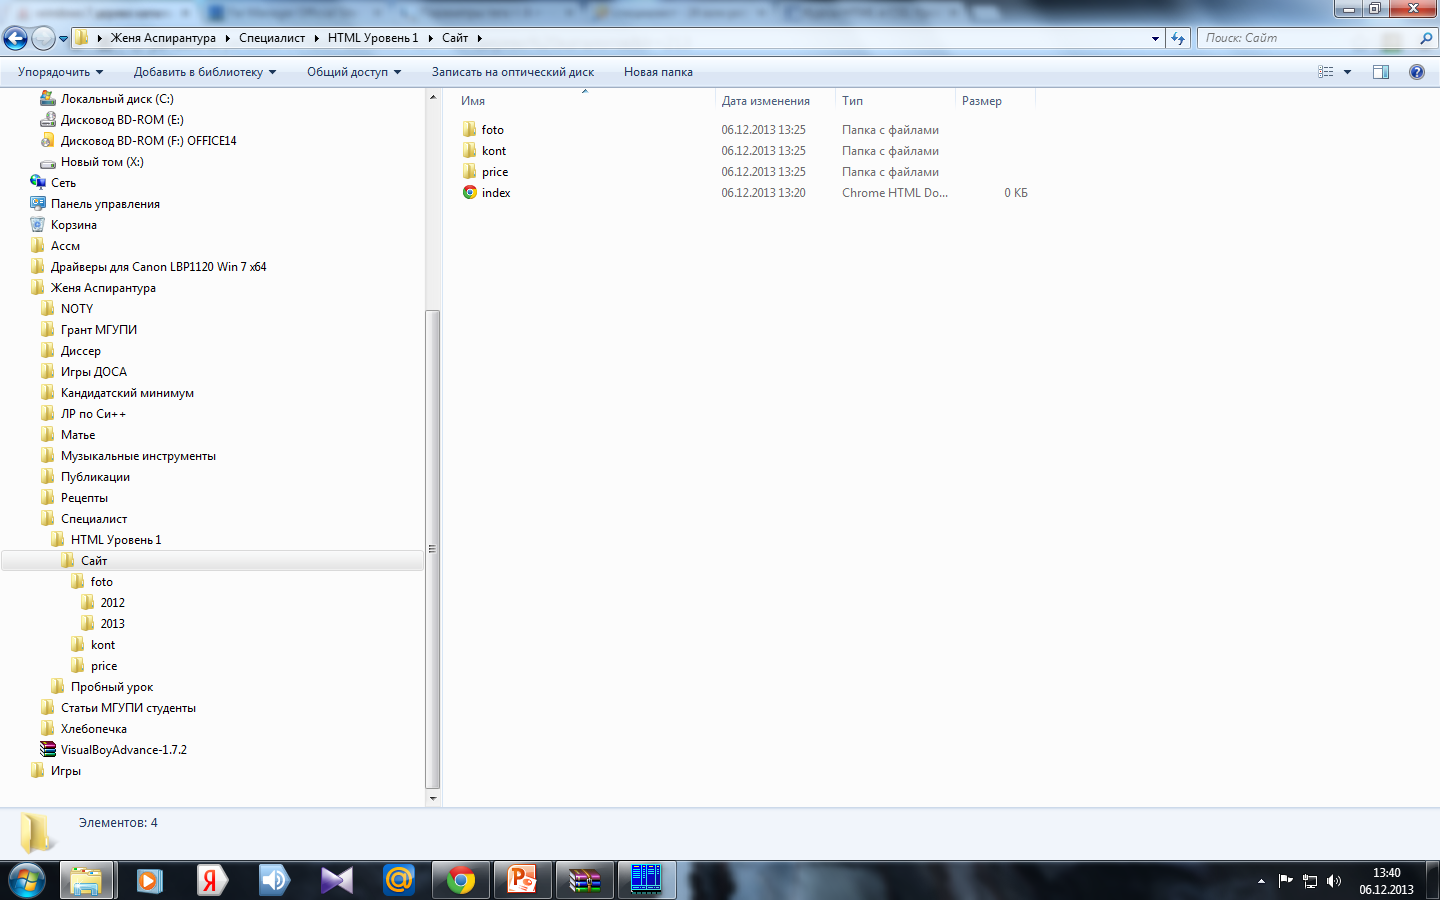 Женя Аспирантура Специалист HTML Уровень 1 Сайт
Поиск: Сайт
Упорядочить Добавить в библиотеку Общий доступ Записать на оптический диск Новая папка
Локальный диск (C:)
Дисковод BD-ROM (E:)
Дисковод BD-ROM (F:) OFFICE14
Новый том (X:)
Сеть
Панель управления
Корзина
Ассм
Драйверы для Canon LBP1120 Win 7 x64
Женя Аспирантура
NOTY
Грант МГУПИ
Диссер
Игры ДОСА
Кандидатский минимум
ЛР по Си++
Матье
Музыкальные инструменты
Публикации
Рецепты
Специалист
HTML Уровень 1
Сайт
foto
2012
2013
kont
price
Пробный урок
Статьи МГУПИ студенты
Хлебопечка
VisualBoyAdvance-1.7.2
Игры
Имя Дата изменения Тип Размер
foto 06.12.2013 13:25 Папка с файлами
kont 06.12.2013 13:25 Папка с файлами
price 06.12.2013 13:25 Папка с файлами
index 06.12.2013 13:20 Chrome HTML Do... 0 КБ
Элементов: 4
13:40
06.12.2013